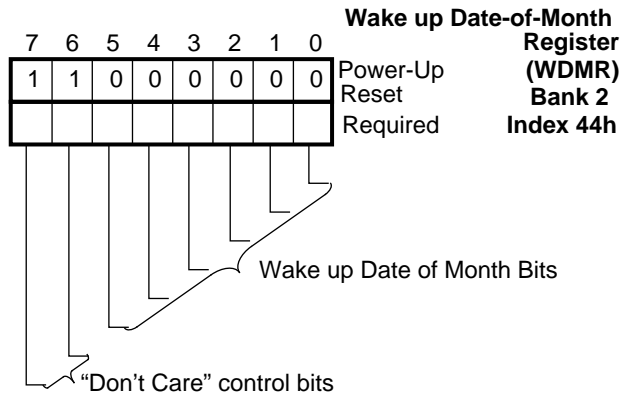 Wake up Date-of-Month
Register
(WDMR)
Bank 2
Index 44h
7 6 5 4 3 2 1 0
1 1 0 0 0 0 0 0
Power-Up
Reset
Required
Wake up Date of Month Bits
“Don’t Care” control bits